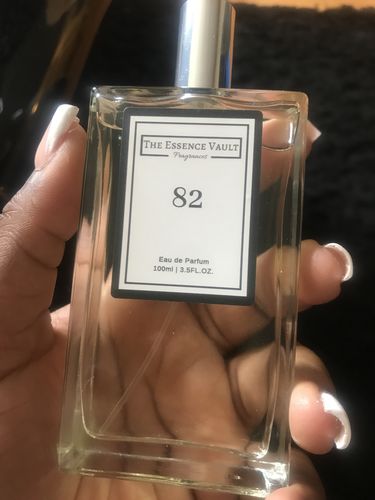 THE ESSENCE VAULT
Fragrances
82
Eau de Parfum
100ml | 3.5FL.OZ.